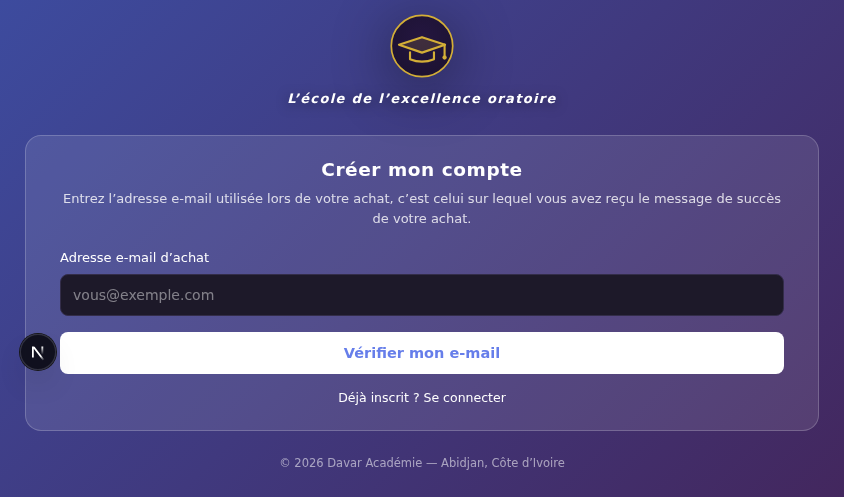 L’école de l’excellence oratoire
Créer mon compte
Entrez l’adresse e-mail utilisée lors de votre achat, c’est celui sur lequel vous avez reçu le message de succès
de votre achat.
Adresse e-mail d’achat
vous@exemple.com
N
Vérifier mon e-mail
Déjà inscrit ? Se connecter
© 2026 Davar Académie — Abidjan, Côte d’Ivoire